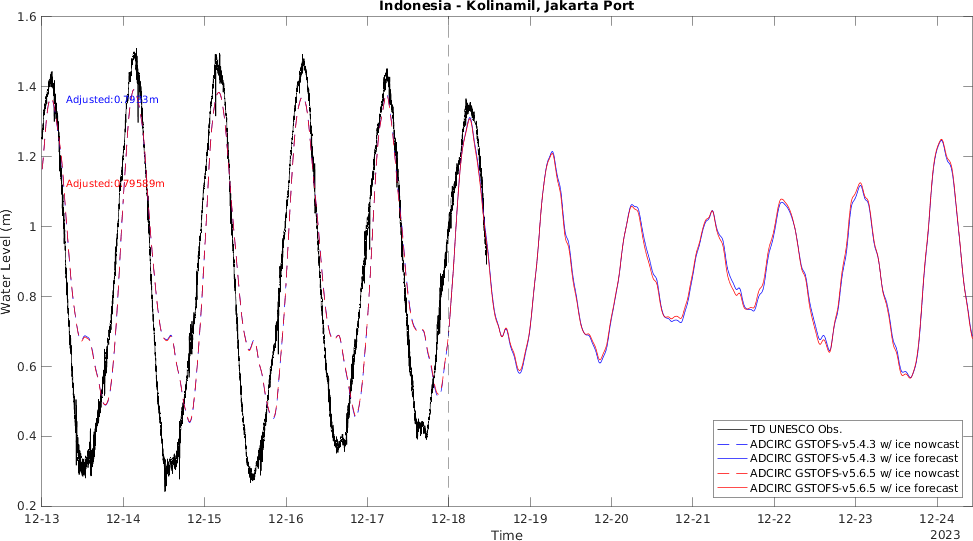 Indonesia - Kolinamil, Jakarta Port
1.6
1.4
1.2
1
0.8
0.6
0.4
0.2
Water Level (m)
Adjusted:0.7993m
Adjusted:0.79589m
TD UNESCO Obs.
ADCIRC GSTOFS-v5.4.3 w/ ice nowcast
ADCIRC GSTOFS-v5.4.3 w/ ice forecast
ADCIRC GSTOFS-v5.6.5 w/ ice nowcast
ADCIRC GSTOFS-v5.6.5 w/ ice forecast
12-13 12-14 12-15 12-16 12-17 12-18 12-19 12-20 12-21 12-22 12-23 12-24
Time
2023